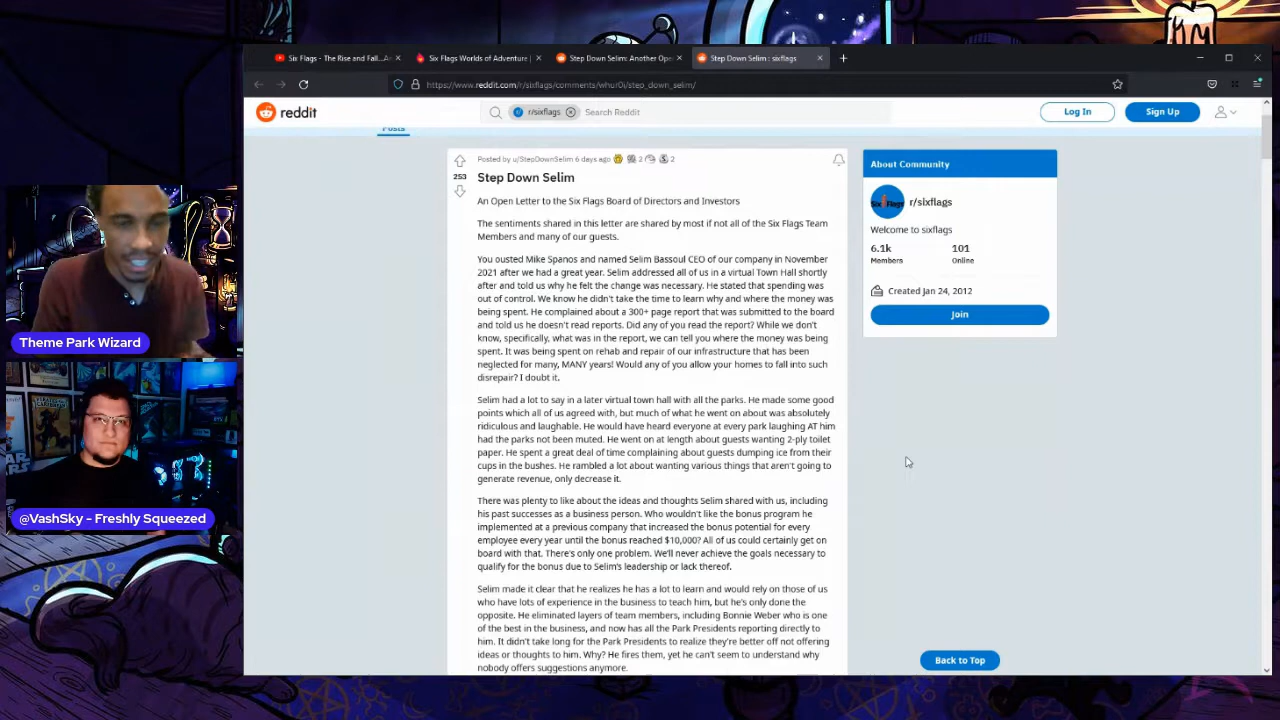 Six Flags - The Rise and Fall...A
Six Flags Worlds of Adventure |
Step Down Selim: Another Ope
Step Down Selim : sixflags
https://www.reddit.com/r/sixflags/comments/whur0i/step_down_selim/
reddit
r/sixflags
Search Reddit
Log In
Sign Up
Posts
Posted by u/StepDownSelim 6 days ago 2 2
253
Step Down Selim
An Open Letter to the Six Flags Board of Directors and Investors
The sentiments shared in this letter are shared by most if not all of the Six Flags Team
Members and many of our guests.
You ousted Mike Spanos and named Selim Bassoul CEO of our company in November
2021 after we had a great year. Selim addressed all of us in a virtual Town Hall shortly
after and told us why he felt the change was necessary. He stated that spending was
out of control. We know he didn't take the time to learn why and where the money was
being spent. He complained about a 300+ page report that was submitted to the board
and told us he doesn't read reports. Did any of you read the report? While we don't
know, specifically, what was in the report, we can tell you where the money was being
spent. It was being spent on rehab and repair of our infrastructure that has been
neglected for many, MANY years! Would any of you allow your homes to fall into such
disrepair? I doubt it.
Selim had a lot to say in a later virtual town hall with all the parks. He made some good
points which all of us agreed with, but much of what he went on about was absolutely
ridiculous and laughable. He would have heard everyone at every park laughing AT him
had the parks not been muted. He went on at length about guests wanting 2-ply toilet
paper. He spent a great deal of time complaining about guests dumping ice from their
cups in the bushes. He rambled a lot about wanting various things that aren't going to
generate revenue, only decrease it.
There was plenty to like about the ideas and thoughts Selim shared with us, including
his past successes as a business person. Who wouldn't like the bonus program he
implemented at a previous company that increased the bonus potential for every
employee every year until the bonus reached $10,000? All of us could certainly get on
board with that. There's only one problem. We'll never achieve the goals necessary to
qualify for the bonus due to Selim's leadership or lack thereof.
Selim made it clear that he realizes he has a lot to learn and would rely on those of us
who have lots of experience in the business to teach him, but he's only done the
opposite. He eliminated layers of team members, including Bonnie Weber who is one
of the best in the business, and now has all the Park Presidents reporting directly to
him. It didn't take long for the Park Presidents to realize they're better off not offering
ideas or thoughts to him. Why? He fires them, yet he can't seem to understand why
nobody offers suggestions anymore.
About Community
r/sixflags
Welcome to sixflags
6.1k
Members
101
Online
Created Jan 24, 2012
Join
Back to Top
Theme Park Wizard
@VashSky - Freshly Squeezed